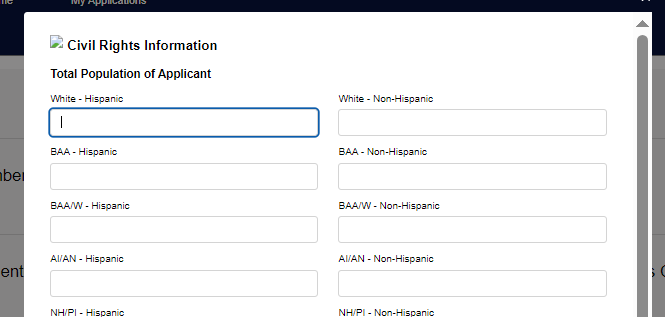 My Applications
Civil Rights Information
Total Population of Applicant
White - Hispanic
White - Non-Hispanic
BAA - Hispanic
BAA - Non-Hispanic
BAA/W - Hispanic
BAA/W - Non-Hispanic
AI/AN - Hispanic
AI/AN - Non-Hispanic
NH/PI - Hispanic
NH/PI - Non-Hispanic